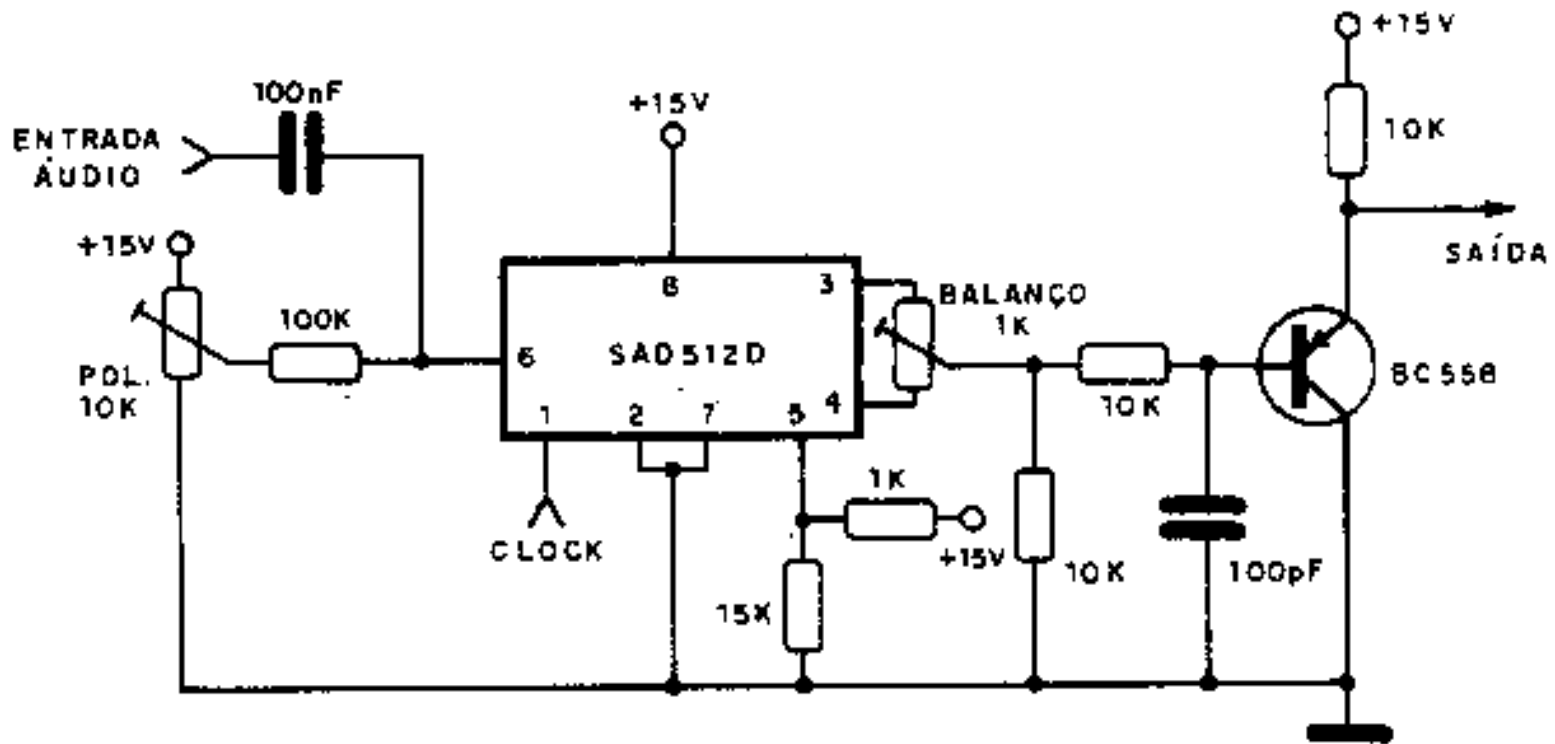 100nF
ENTRADA
ÁUDIO
+15V
POL.
10K
100K
+15V
8
6
SAD512D
3
4
1
2
7
5
CLOCK
BALANÇO
1K
1K
+15V
15K
10K
10K
100pF
+15V
10K
SAÍDA
BC558